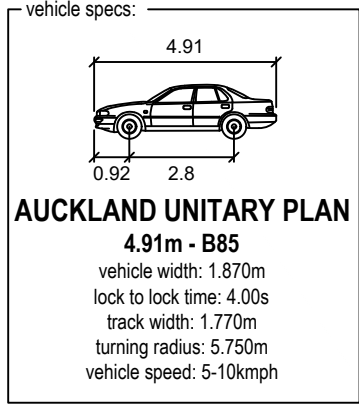 vehicle specs:
4.91
0.92 2.8
AUCKLAND UNITARY PLAN
4.91m - B85
vehicle width: 1.870m
lock to lock time: 4.00s
track width: 1.770m
turning radius: 5.750m
vehicle speed: 5-10kmph